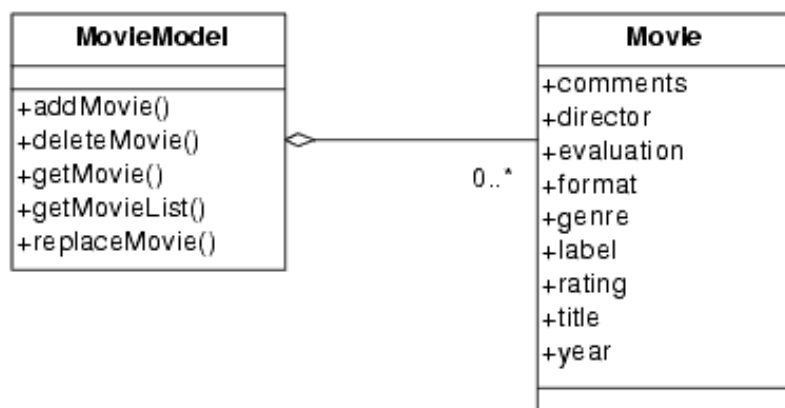 MovieModel
+addMovie()
+deleteMovie()
+getMovie()
+getMovieList()
+replaceMovie()
0..*
Movie
+comments
+director
+evaluation
+format
+genre
+label
+rating
+title
+year